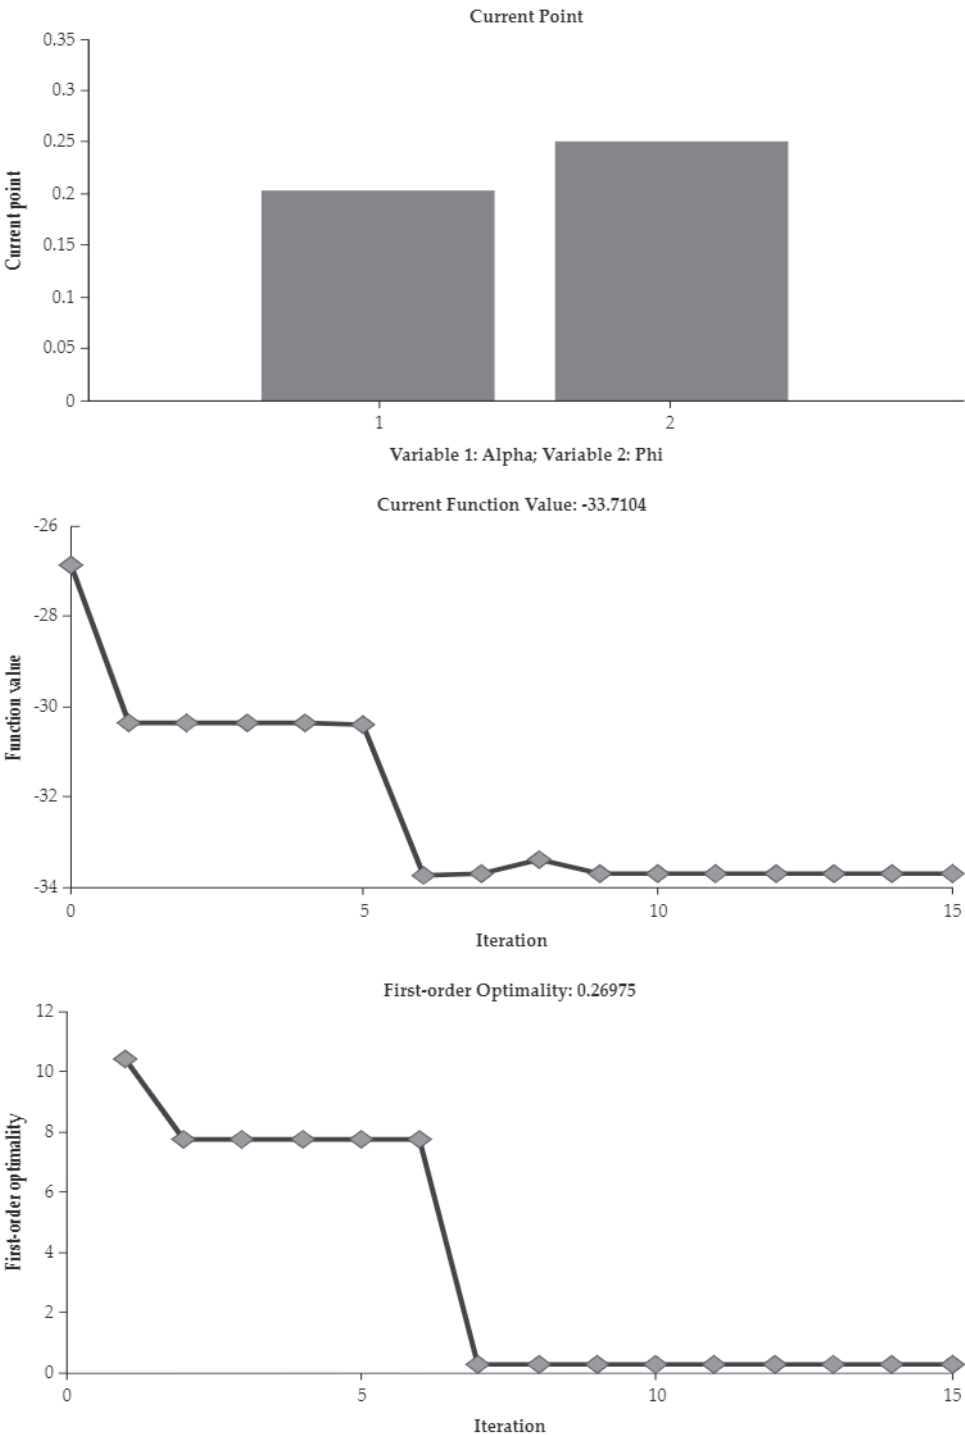 Current Point
0.35
0.3
0.25
0.2
0.15
0.1
0.05
0
Current point
1 2
Variable 1: Alpha; Variable 2: Phi
Current Function Value: -33.7104
-26
-28
-30
-32
-34
Function value
0 5 10 15
Iteration
First-order Optimality: 0.26975
12
10
8
6
4
2
0
First-order optimality
0 5 10 15
Iteration